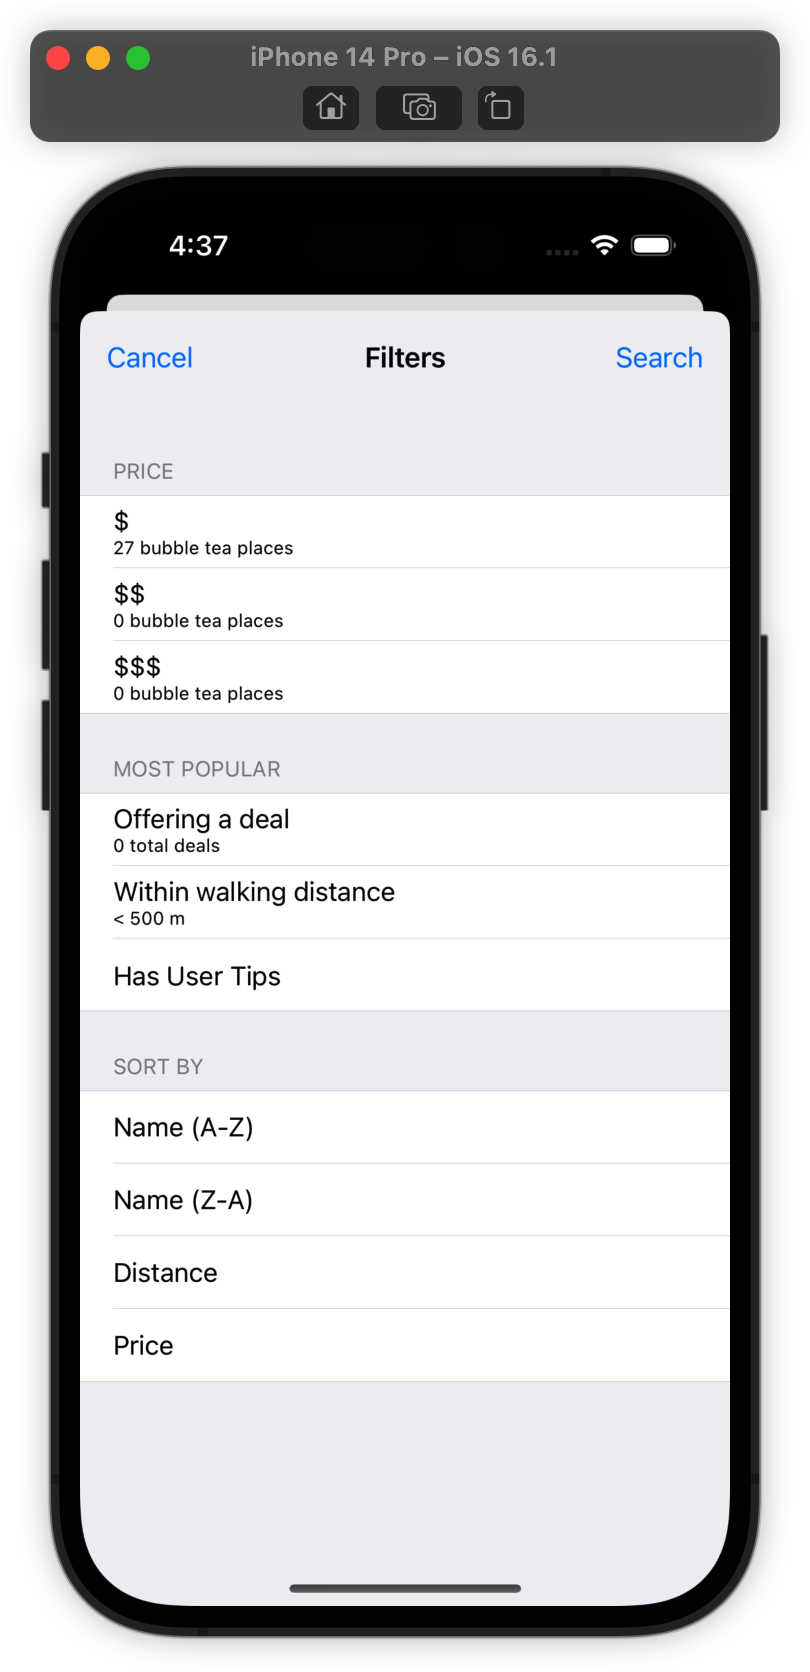 iPhone 14 Pro – iOS 16.1
4:37
Cancel Filters Search
PRICE
$
27 bubble tea places
$$
0 bubble tea places
$$$
0 bubble tea places
MOST POPULAR
Offering a deal
0 total deals
Within walking distance
< 500 m
Has User Tips
SORT BY
Name (A-Z)
Name (Z-A)
Distance
Price